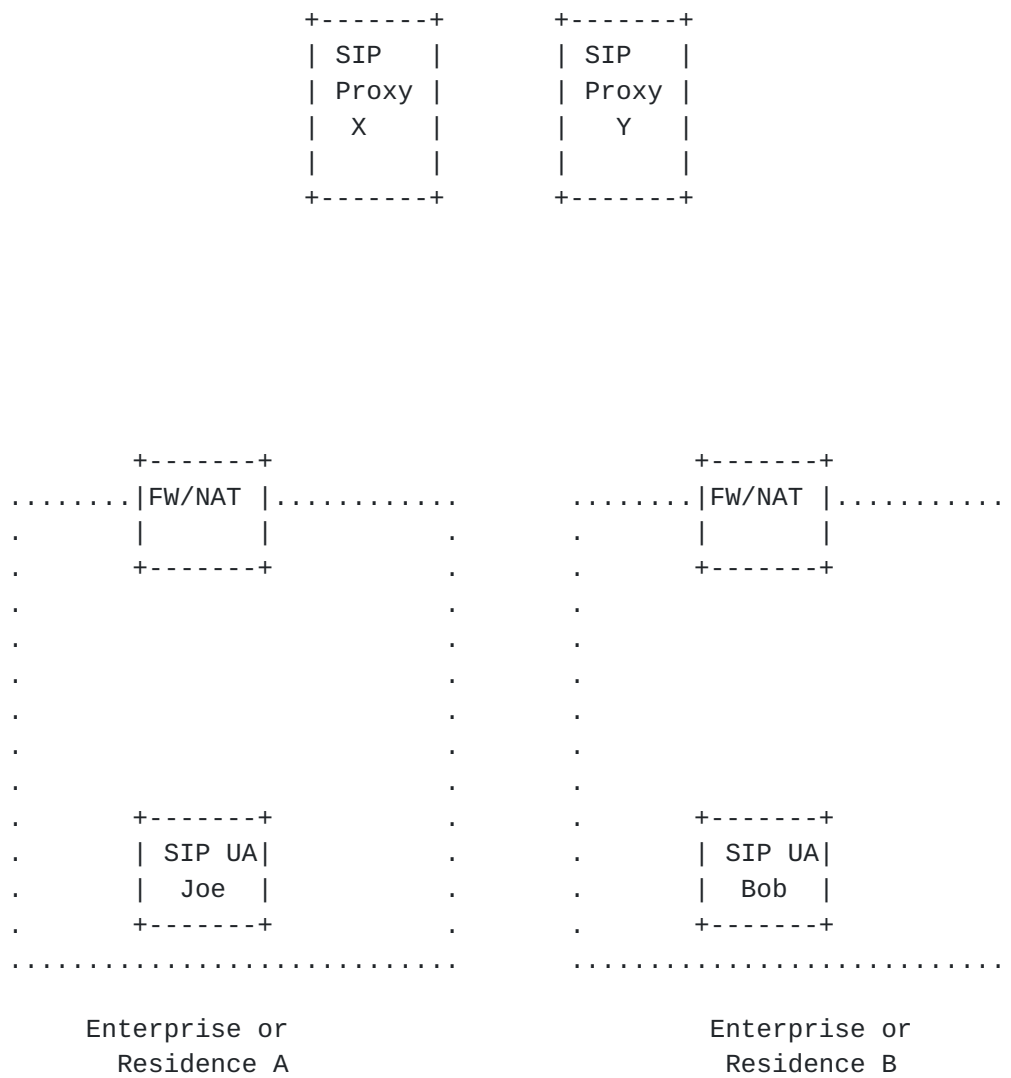 SIP SIP
Proxy Proxy
X Y
FW/NAT FW/NAT
SIP UA SIP UA
Joe Bob
Enterprise or Enterprise or
Residence A Residence B